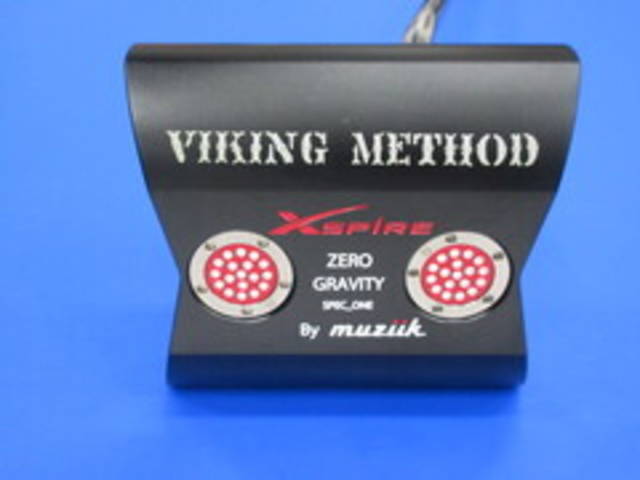 VIKING METHOD
XSPIRE
ZERO
GRAVITY
SPEC_ONE
By muziik